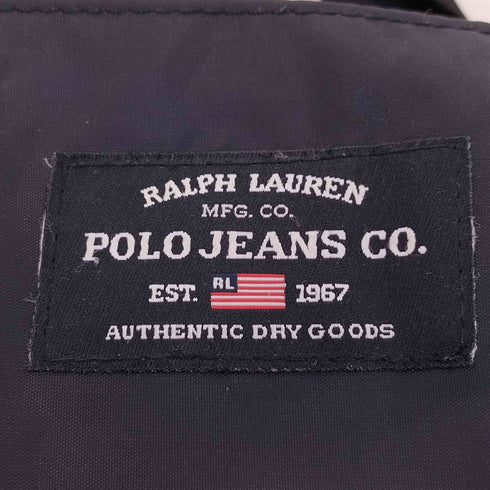 RALPH LAUREN
MFG. CO.
POLO JEANS CO.
EST. RL 1967
AUTHENTIC DRY GOODS